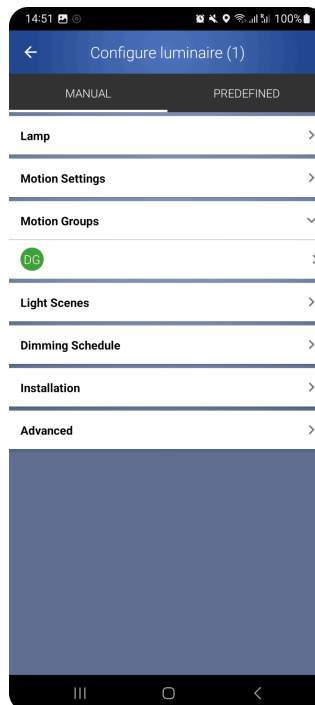 14:51 100%
Configure luminaire (1)
MANUAL PREDEFINED
Lamp
Motion Settings
Motion Groups
DG
Light Scenes
Dimming Schedule
Installation
Advanced